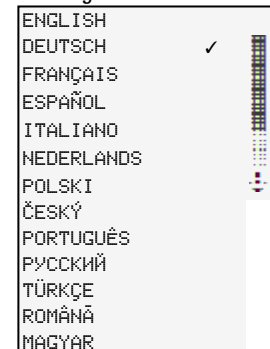 ENGLISH
DEUTSCH ✓
FRANÇAIS
ESPAÑOL
ITALIANO
NEDERLANDS
POLSKI
ČESKÝ
PORTUGUÊS
РУССКИЙ
TÜRKÇE
ROMÂNĂ
MAGYAR